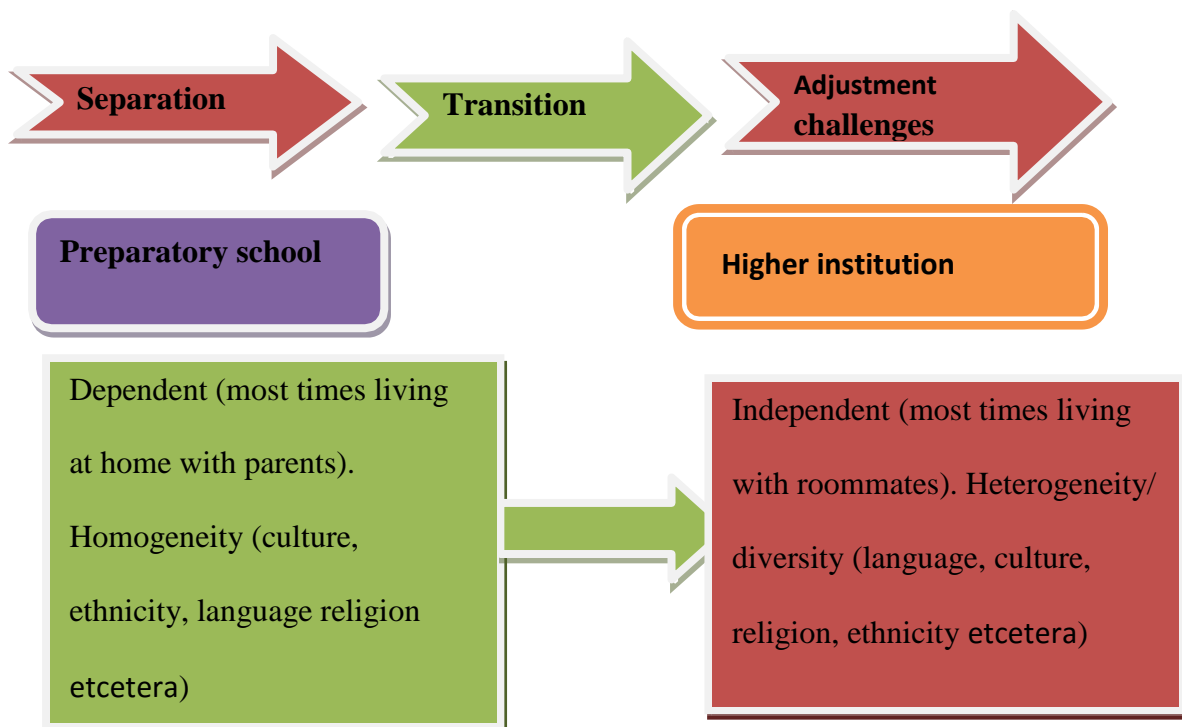 Separation
Transition
Adjustment
challenges
Preparatory school
Higher institution
Dependent (most times living
at home with parents).
Homogeneity (culture,
ethnicity, language religion
etcetera)
Independent (most times living
with roommates). Heterogeneity/
diversity (language, culture,
religion, ethnicity etcetera)